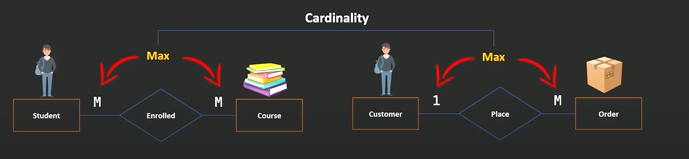 Cardinality
Max
Max
M
M
1
M
Student
Enrolled
Course
Customer
Place
Order